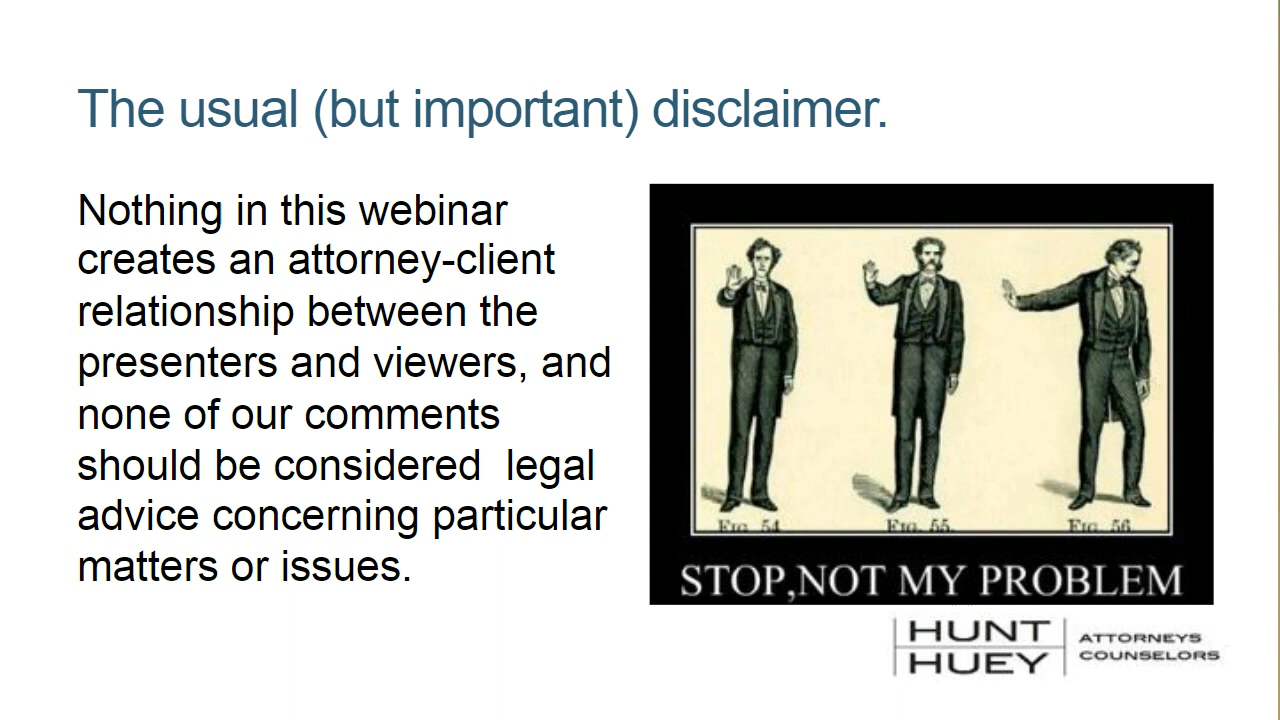 The usual (but important) disclaimer.
Nothing in this webinar
creates an attorney-client
relationship between the
presenters and viewers, and
none of our comments
should be considered  legal
advice concerning particular
matters or issues.
FIG. 54
FIG. 55.
FIG. 56.
STOP,NOT MY PROBLEM
HUNT
HUEY
ATTORNEYS
COUNSELORS